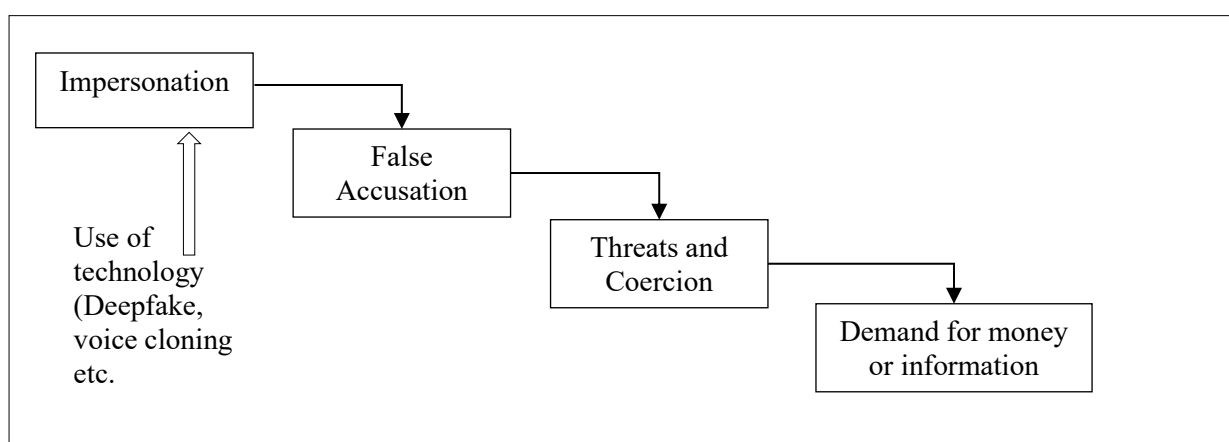 Impersonation
False
Accusation
Use of
technology
(Deepfake,
voice cloning
etc.
Threats and
Coercion
Demand for money
or information